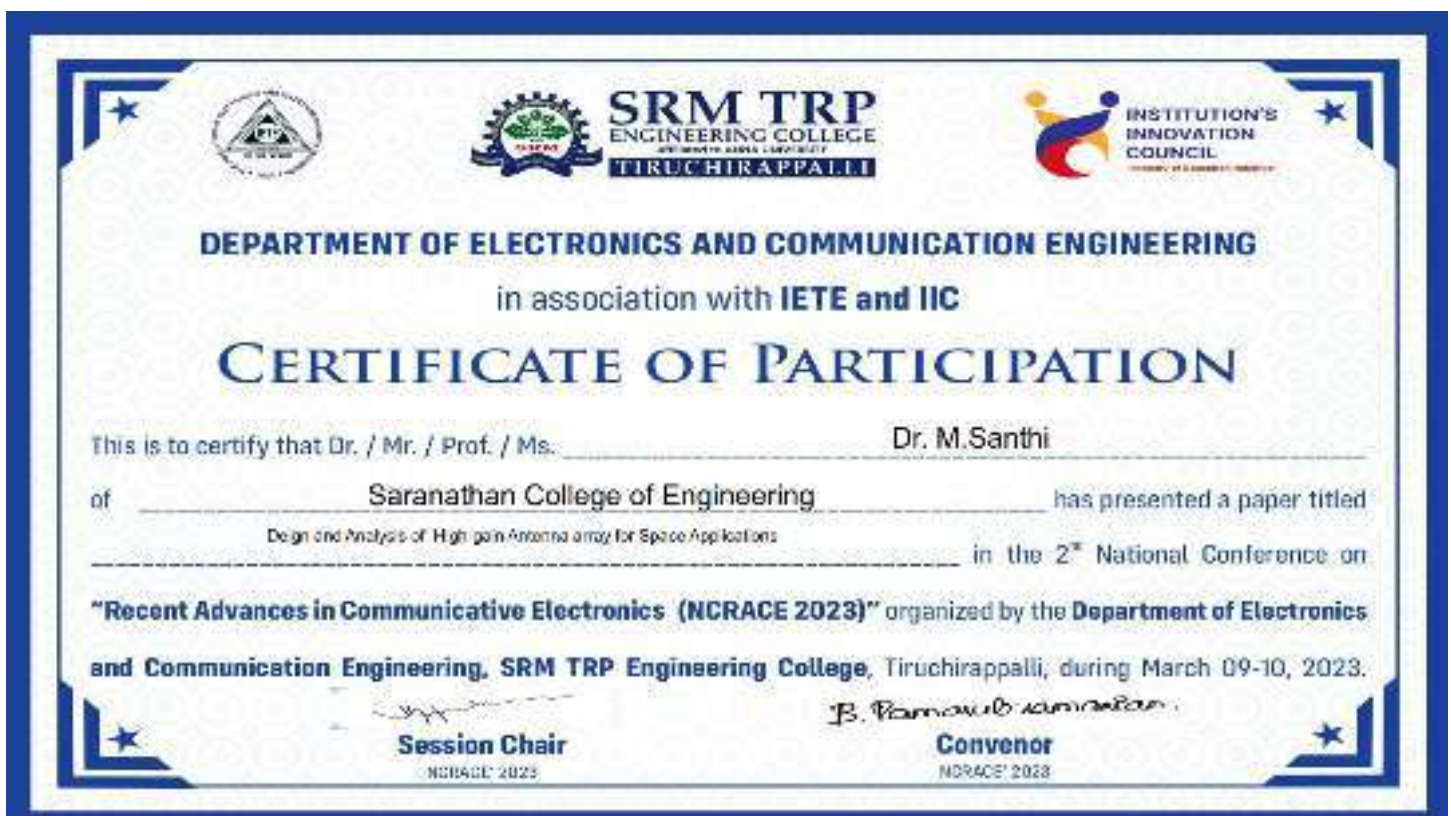 SRM TRP
ENGINEERING COLLEGE
TIRUCHIRAPPALLI
INSTITUTION'S
INNOVATION
COUNCIL
DEPARTMENT OF ELECTRONICS AND COMMUNICATION ENGINEERING
in association with IETE and IIC
CERTIFICATE OF PARTICIPATION
This is to certify that Dr. / Mr. / Prof. / Ms. Dr. M.Santhi
of Saranathan College of Engineering has presented a paper titled
Deign and Analysis of High gain Antenna array for Space Applications in the 2nd National Conference on
"Recent Advances in Communicative Electronics (NCRACE 2023)" organized by the Department of Electronics
and Communication Engineering, SRM TRP Engineering College, Tiruchirappalli, during March 09-10, 2023.
Session Chair
NCRACE' 2023
Convenor
NCRACE' 2023